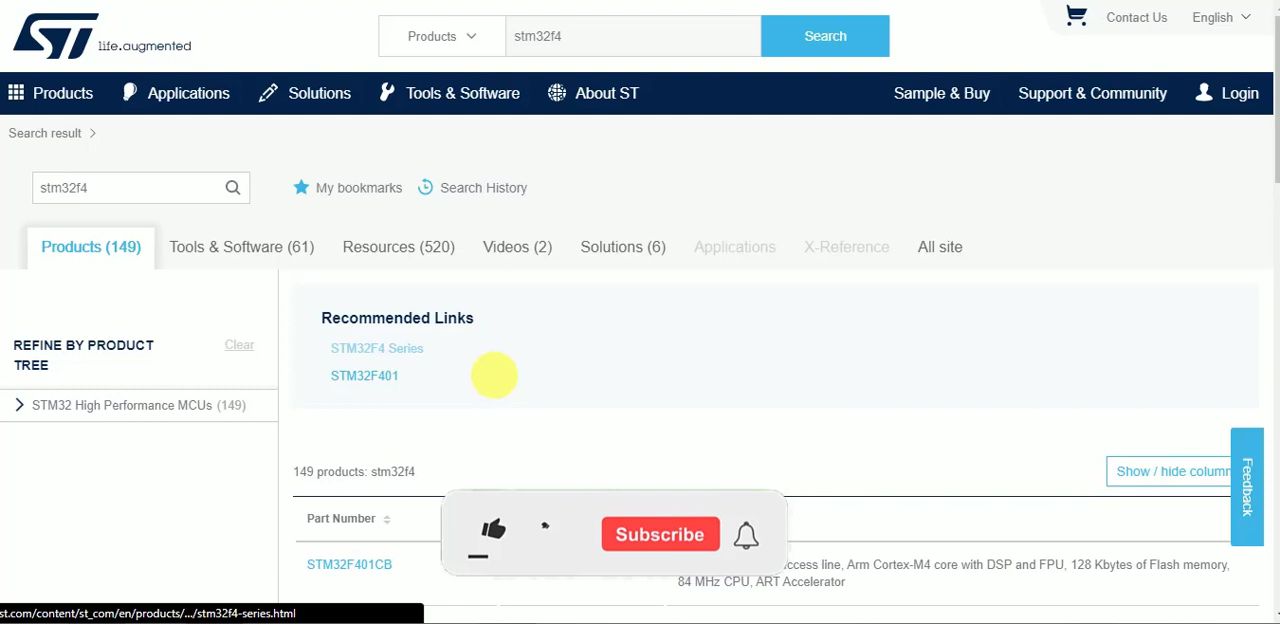 ST life.augmented
Products
stm32f4
Search
Contact Us
English
Products
Applications
Solutions
Tools & Software
About ST
Sample & Buy
Support & Community
Login
Search result
stm32f4
My bookmarks
Search History
Products (149)
Tools & Software (61)
Resources (520)
Videos (2)
Solutions (6)
Applications
X-Reference
All site
REFINE BY PRODUCT
TREE
Clear
STM32 High Performance MCUs (149)
Recommended Links
STM32F4 Series
STM32F401
149 products: stm32f4
Show / hide column
Feedback
Part Number
Subscribe
STM32F401CB
ccess line, Arm Cortex-M4 core with DSP and FPU, 128 Kbytes of Flash memory,
84 MHz CPU, ART Accelerator
st.com/content/st_com/en/products/.../stm32f4-series.html